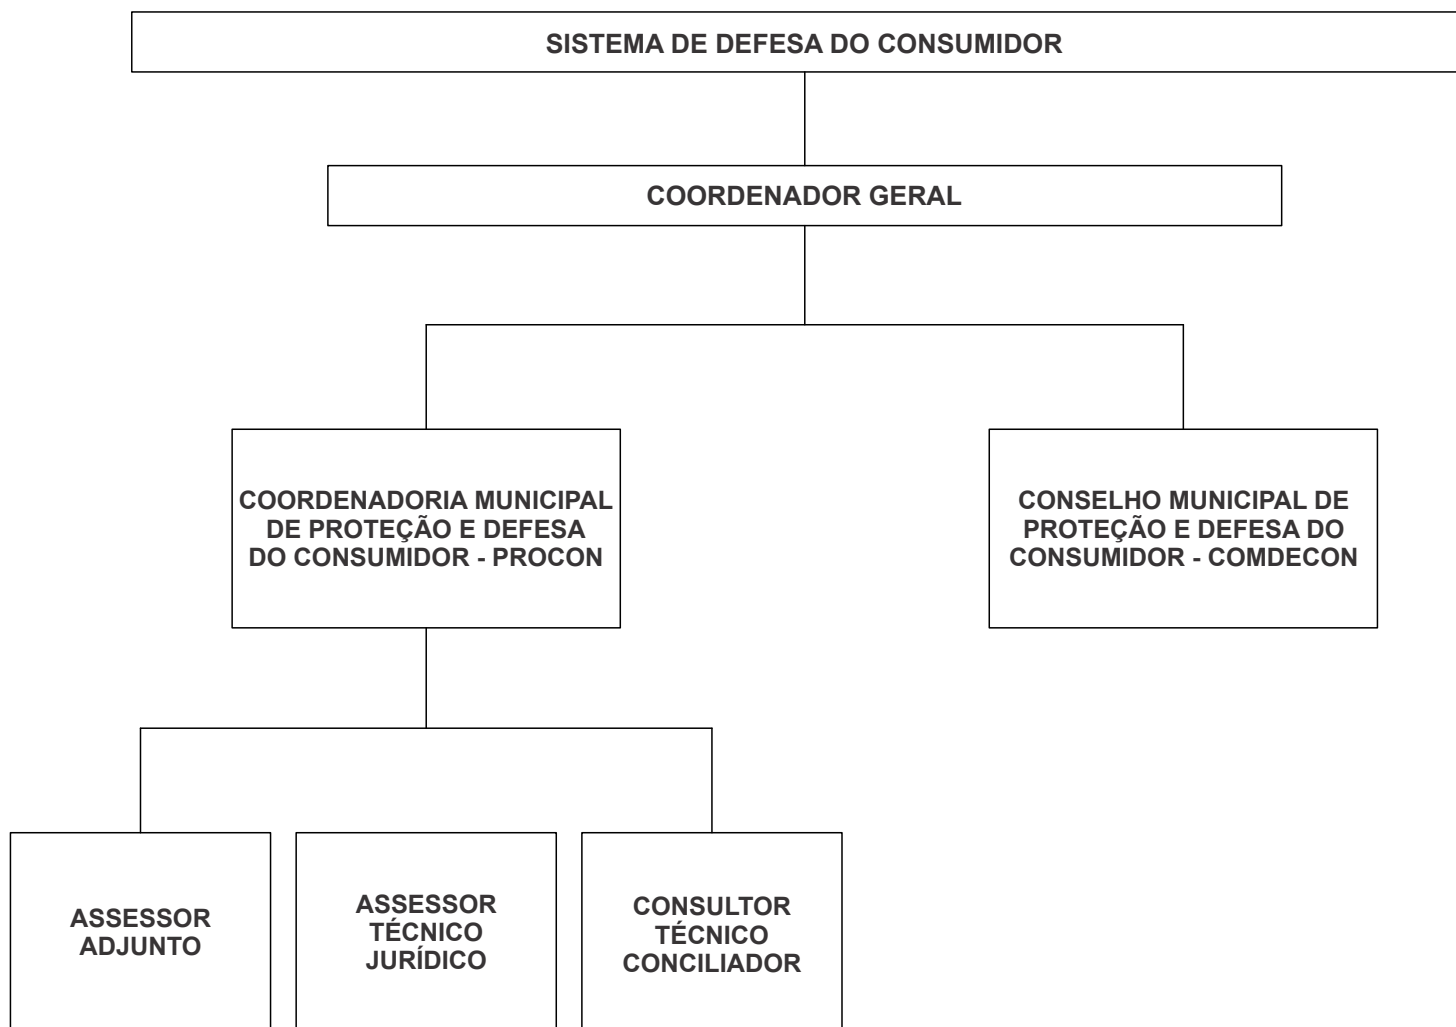 SISTEMA DE DEFESA DO CONSUMIDOR
COORDENADOR GERAL
COORDENADORIA MUNICIPAL
DE PROTEÇÃO E DEFESA
DO CONSUMIDOR - PROCON
CONSELHO MUNICIPAL DE
PROTEÇÃO E DEFESA DO
CONSUMIDOR - COMDECON
ASSESSOR
ADJUNTO
ASSESSOR
TÉCNICO
JURÍDICO
CONSULTOR
TÉCNICO
CONCILIADOR